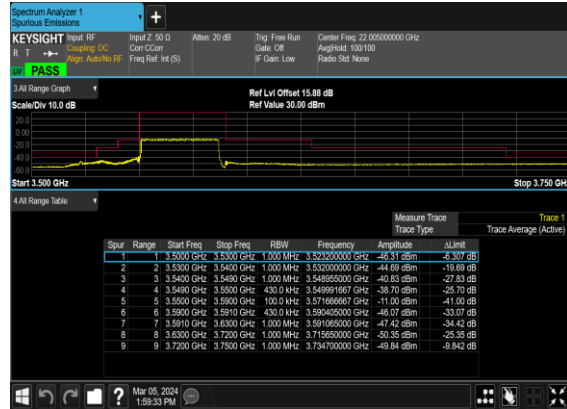 Spectrum Analyzer 1
Spurious Emissions
+
KEYSIGHT Input: RF Input Z: 50 Ω Atten: 20 dB Trig: Free Run Center Freq: 22.005000000 GHz
R T Coupling: DC Corr CCorr Gate: Off Avg|Hold: 100/100
Align: Auto/No RF Freq Ref: Int (S) IF Gain: Low Radio Std: None
PASS
3 All Range Graph
Ref Lvl Offset 15.88 dB
Scale/Div 10.0 dB Ref Value 30.00 dBm
20.0
0.00
-20.0
-40.0
-60.0
Start 3.500 GHz Stop 3.750 GH
4 All Range Table
Measure Trace Trace 1
Trace Type Trace Average (Active)
Spur Range Start Freq Stop Freq RBW Frequency Amplitude ΔLimit
1 1 3.5000 GHz 3.5300 GHz 1.000 MHz 3.523200000 GHz -46.31 dBm -6.307 dB
2 2 3.5300 GHz 3.5400 GHz 1.000 MHz 3.532000000 GHz -44.69 dBm -19.69 dB
3 3 3.5400 GHz 3.5490 GHz 1.000 MHz 3.548955000 GHz -40.83 dBm -27.83 dB
4 4 3.5490 GHz 3.5500 GHz 430.0 kHz 3.549991667 GHz -38.70 dBm -25.70 dB
5 5 3.5500 GHz 3.5900 GHz 100.0 kHz 3.571666667 GHz -11.00 dBm -41.00 dB
6 6 3.5900 GHz 3.5910 GHz 430.0 kHz 3.590405000 GHz -46.07 dBm -33.07 dB
7 7 3.5910 GHz 3.6300 GHz 1.000 MHz 3.591065000 GHz -47.42 dBm -34.42 dB
8 8 3.6300 GHz 3.7200 GHz 1.000 MHz 3.715650000 GHz -50.35 dBm -25.35 dB
9 9 3.7200 GHz 3.7500 GHz 1.000 MHz 3.734700000 GHz -49.84 dBm -9.842 dB
? Mar 05, 2024
1:59:33 PM